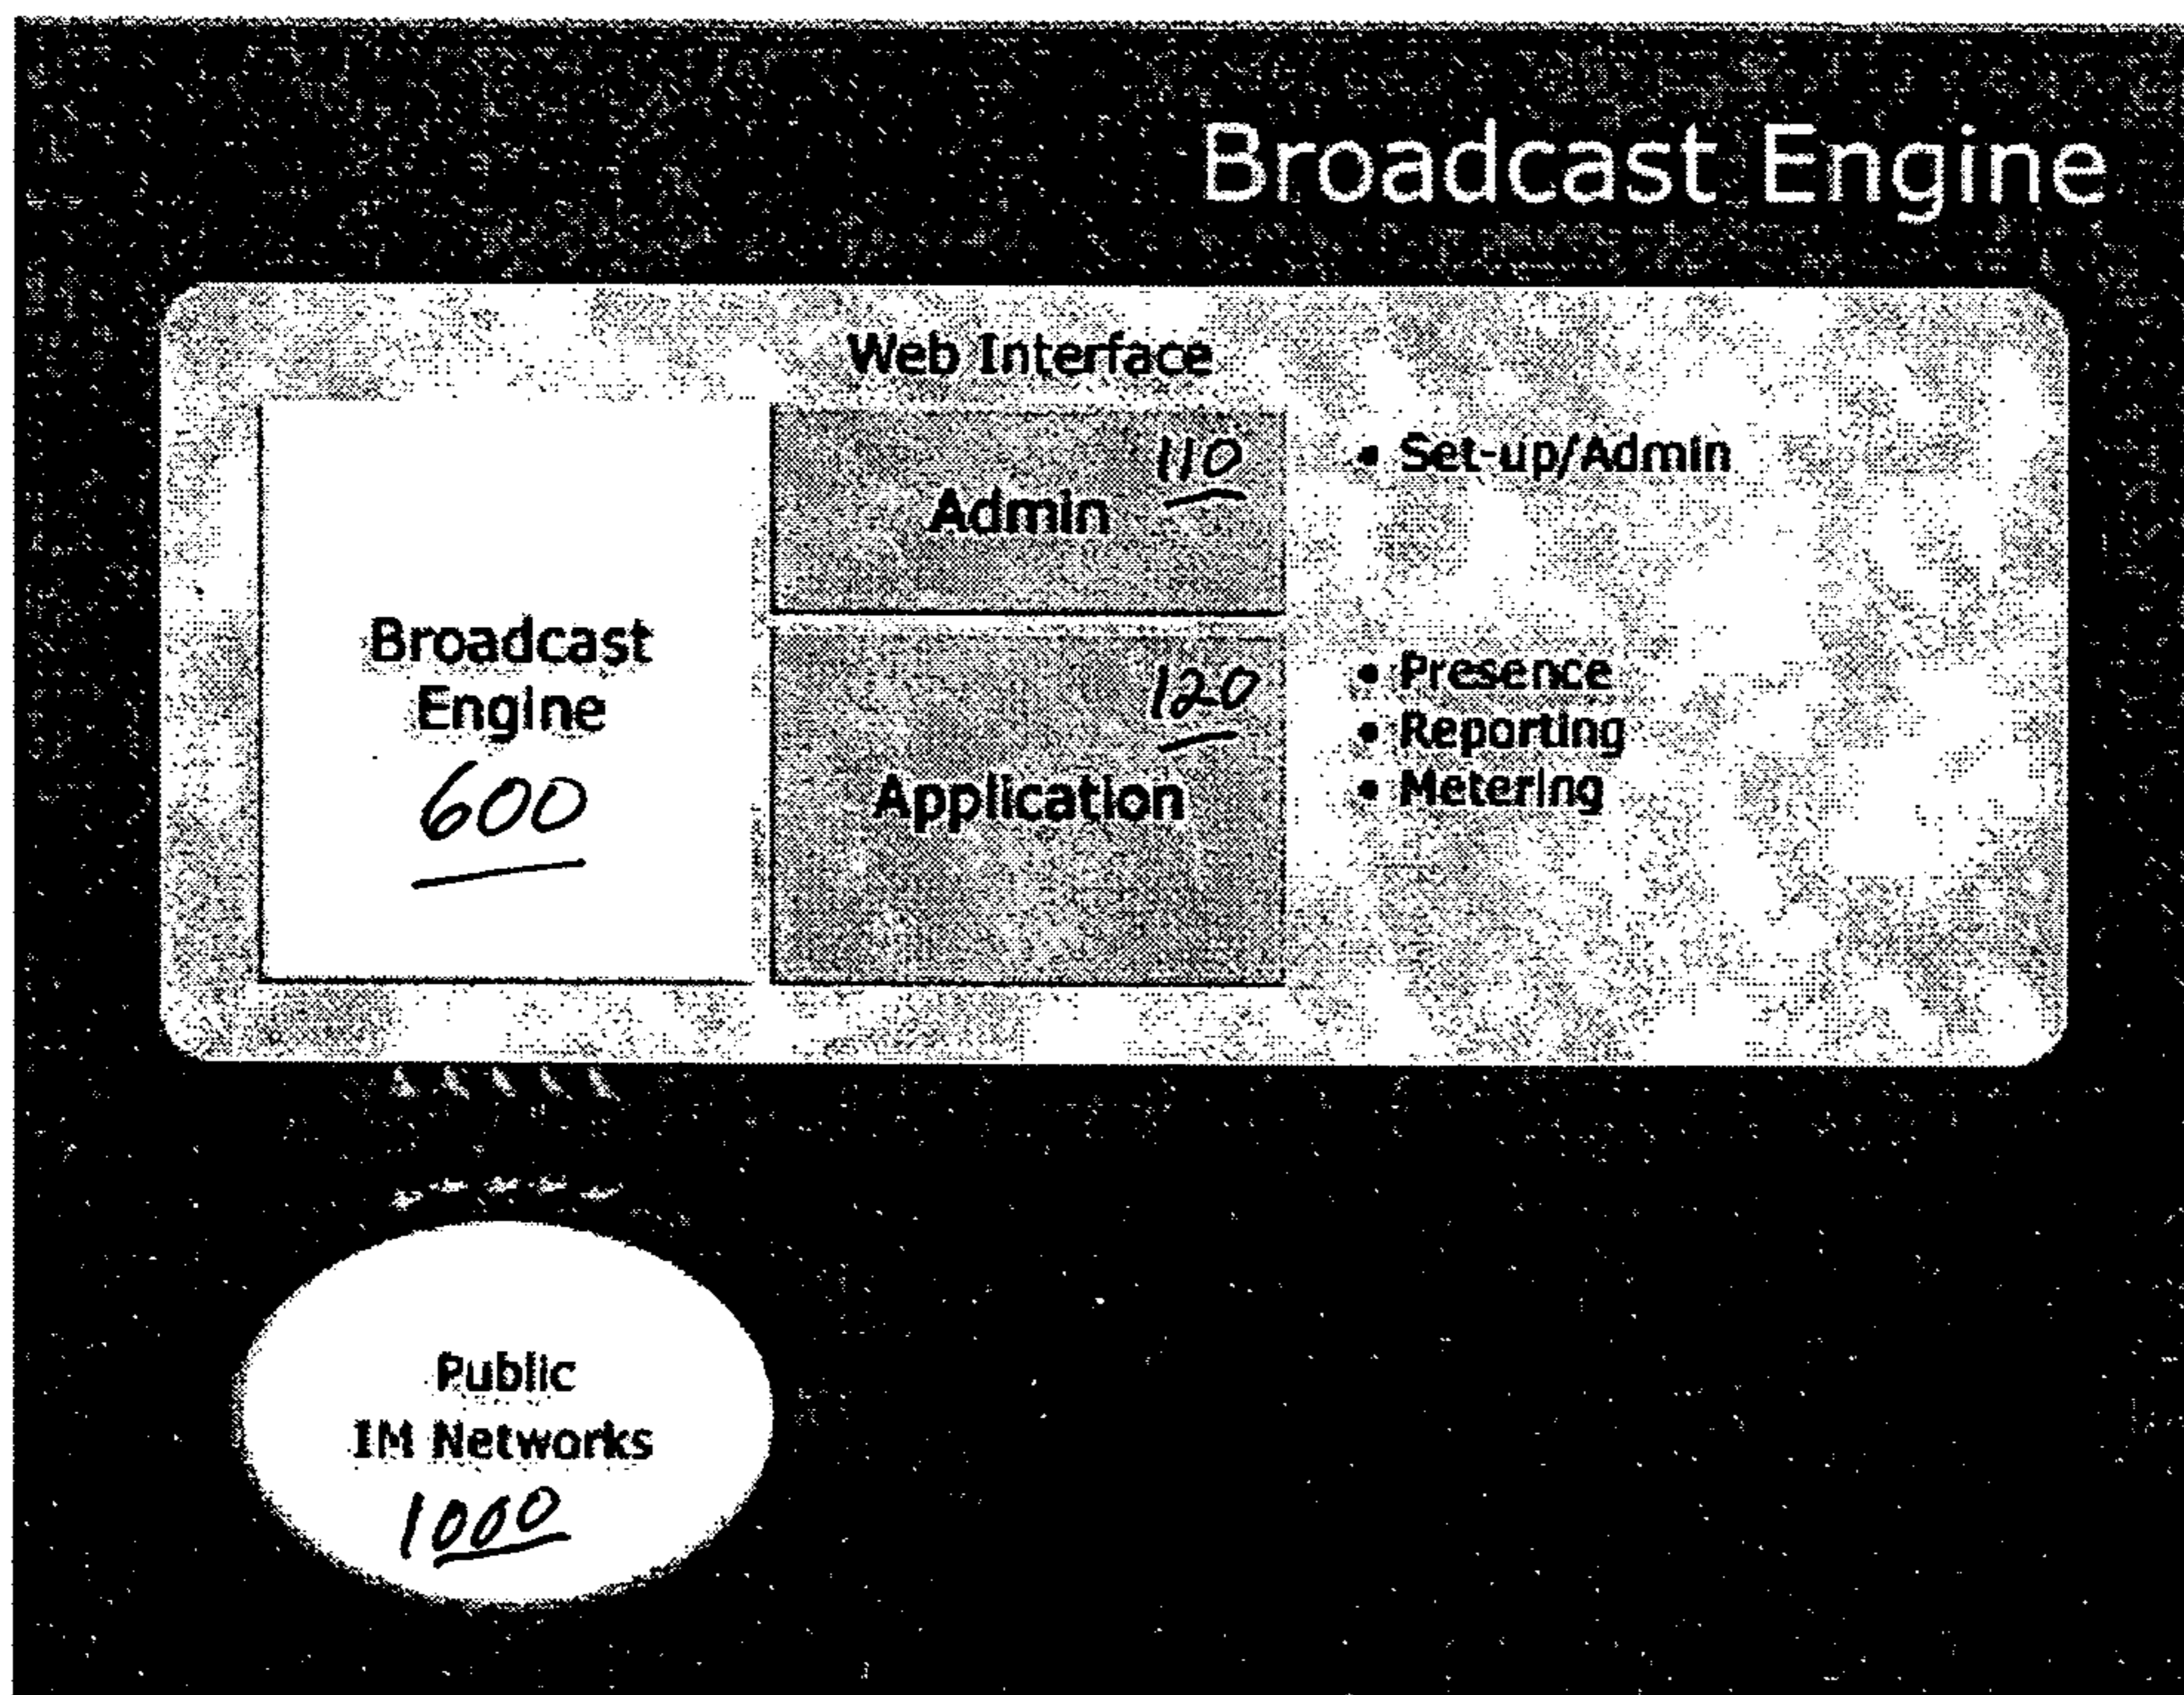 Broadcast Engine
Web Interface
Broadcast
Engine
600
110
Admin
120
Application
• Set-up/Admin
• Presence
• Reporting
• Metering
Public
IM Networks
1000